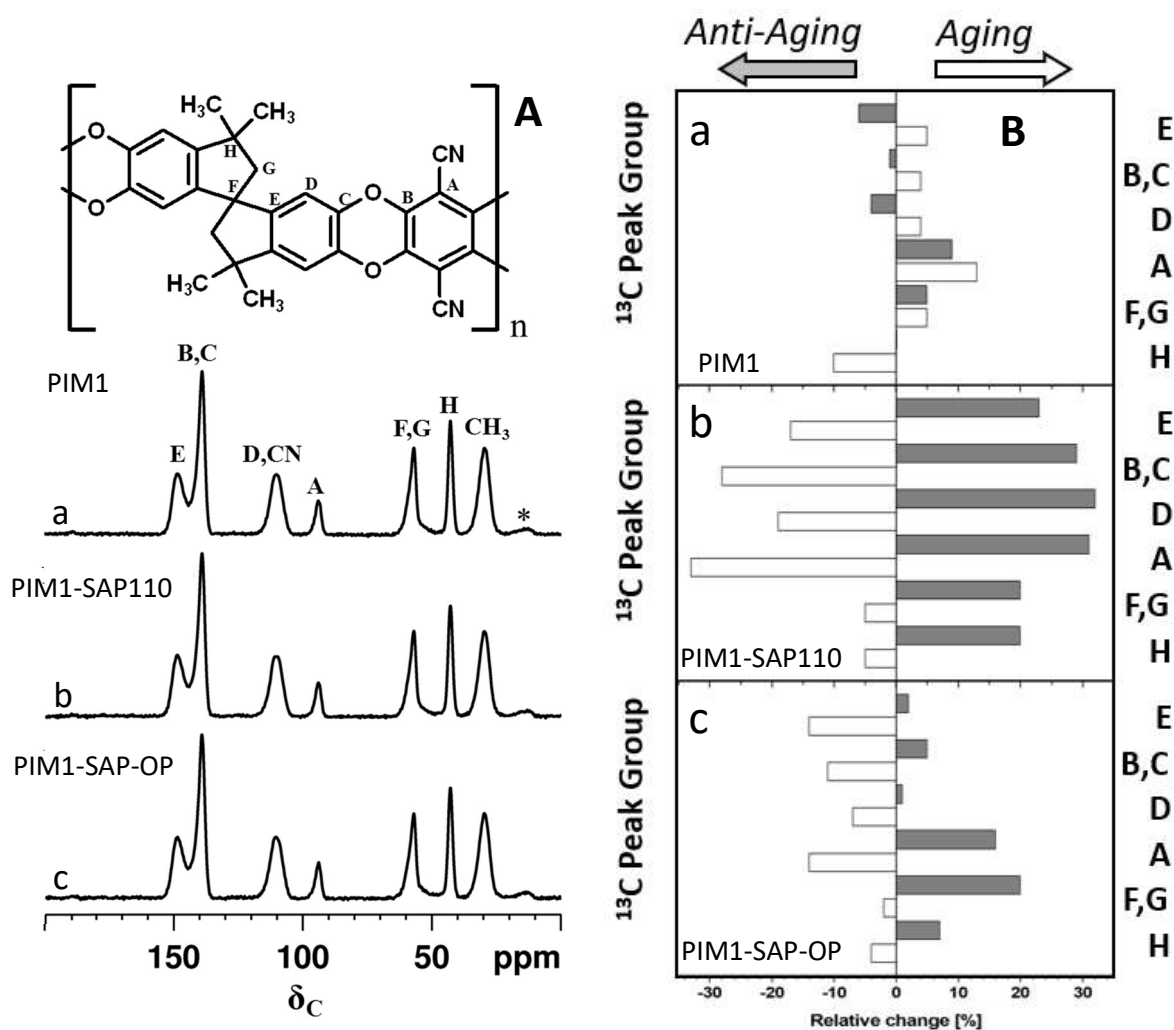 Anti-Aging
Aging
A
H₃C
CH₃
H
G
F
E
D
C
B
A
O
O
O
O
CN
CN
H₃C
CH₃
n
PIM1
B,C
E
D,CN
A
F,G
H
CH₃
*
a
PIM1-SAP110
b
PIM1-SAP-OP
c
150
100
50
ppm
δC
B
a
¹³C Peak Group
PIM1
E
B,C
D
A
F,G
H
b
¹³C Peak Group
PIM1-SAP110
E
B,C
D
A
F,G
H
c
¹³C Peak Group
PIM1-SAP-OP
E
B,C
D
A
F,G
H
-30
-20
-10
0
10
20
30
Relative change [%]